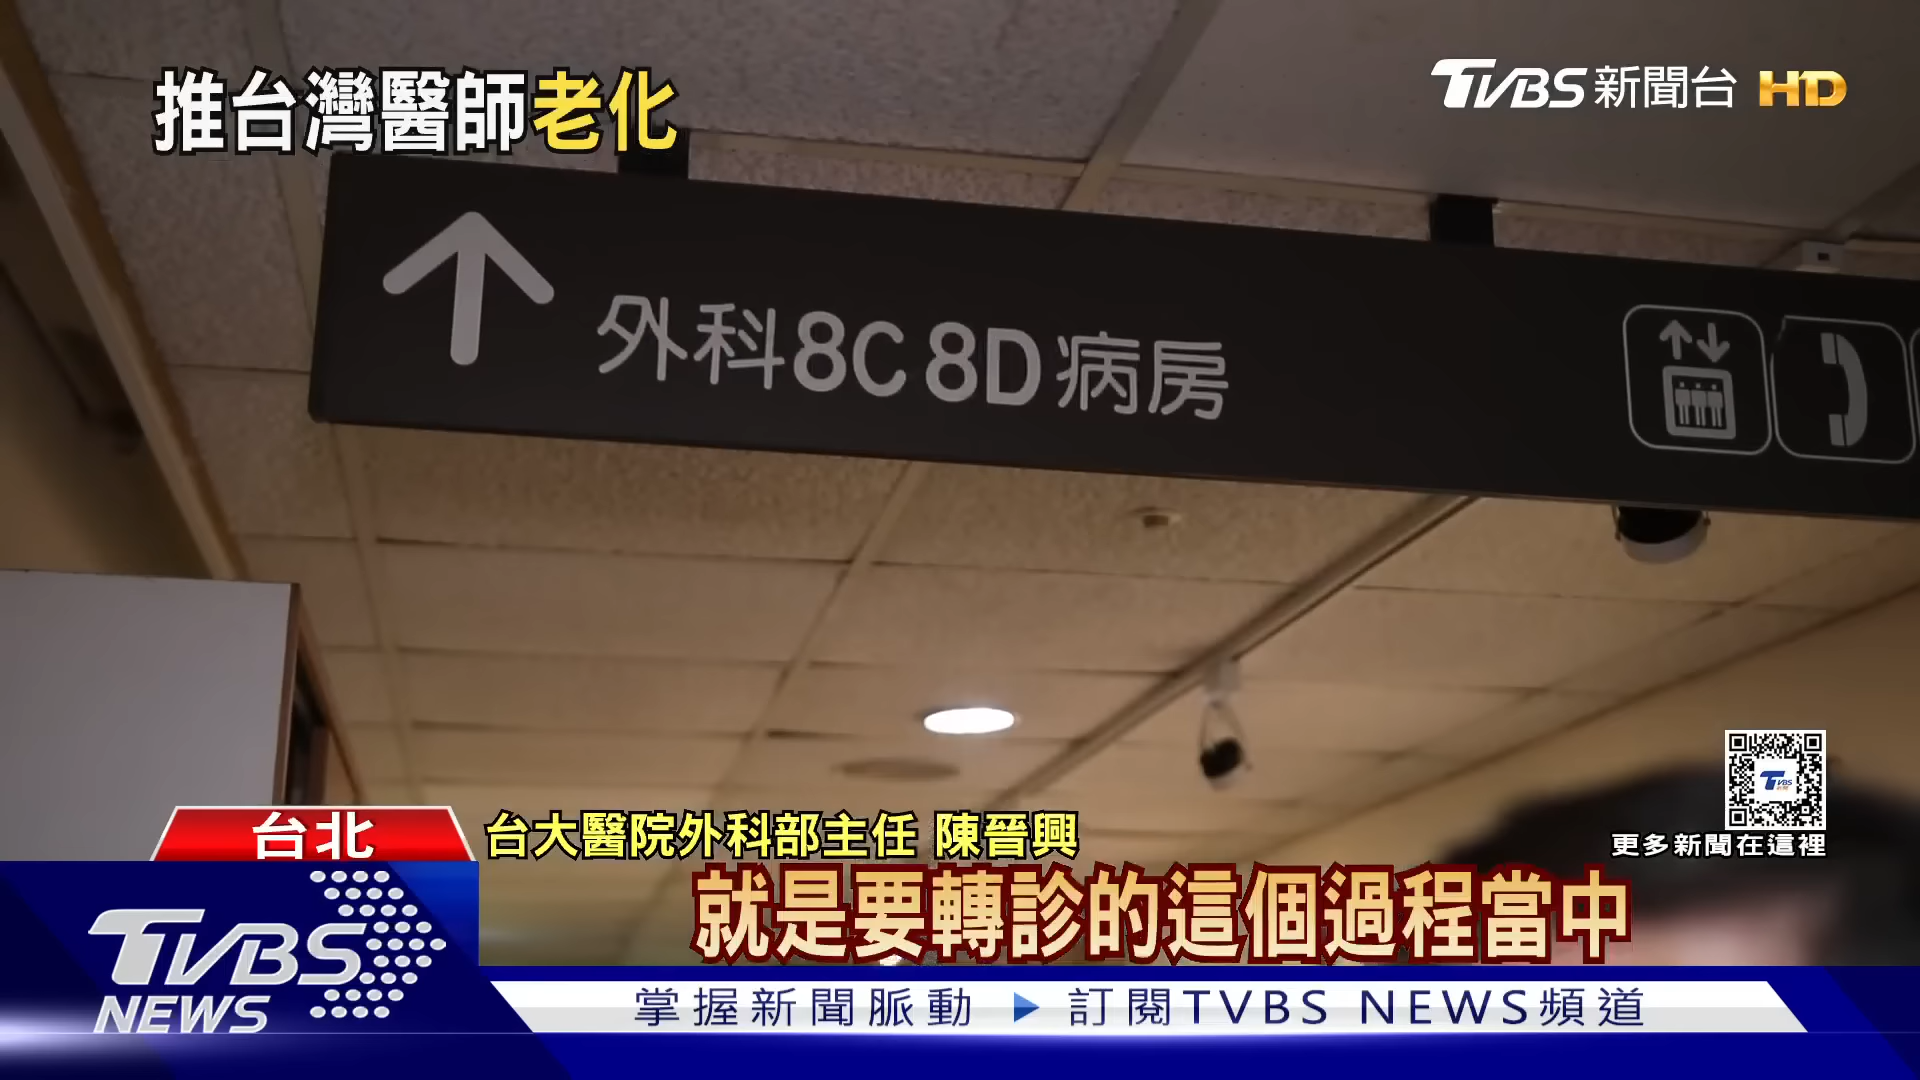 推台灣醫師老化
TVBS新聞台 HD
外科8C 8D病房
更多新聞在這裡
台北
台大醫院外科部主任 陳晉興
就是要轉診的這個過程當中
TVBS
NEWS
掌握新聞脈動 訂閱TVBS NEWS頻道